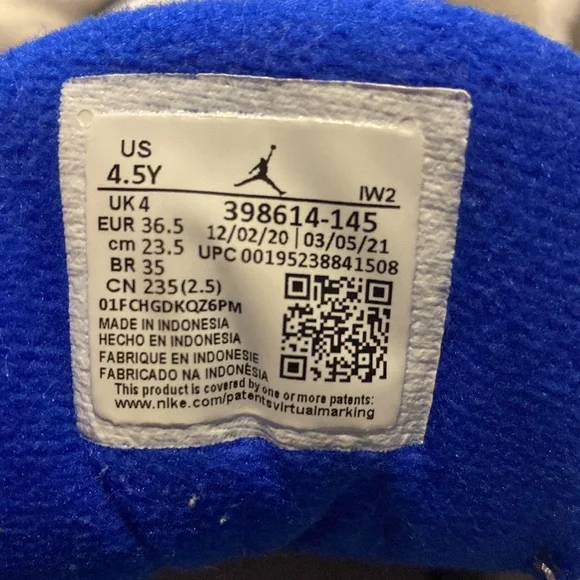 US
4.5Y
IW2
UK 4
398614-145
EUR 36.5
12/02/20 | 03/05/21
cm 23.5
UPC 00195238841508
BR 35
CN 235(2.5)
01FCHGDKQZ6PM
MADE IN INDONESIA
HECHO EN INDONESIA
FABRIQUE EN INDONESIE
FABRICADO NA INDONÈSIA
This product is covered by one or more patents:
www.nike.com/patentsvirtualmarking